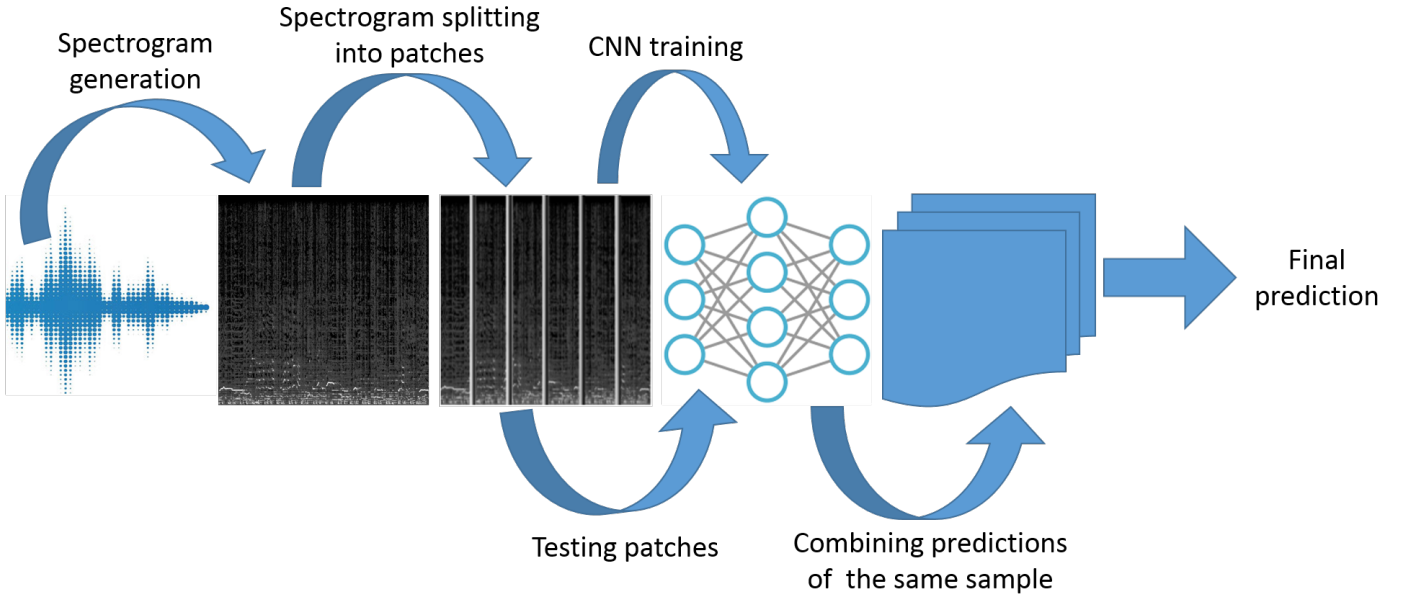 Spectrogram
generation
Spectrogram splitting
into patches
CNN training
Final
prediction
Testing patches
Combining predictions
of the same sample